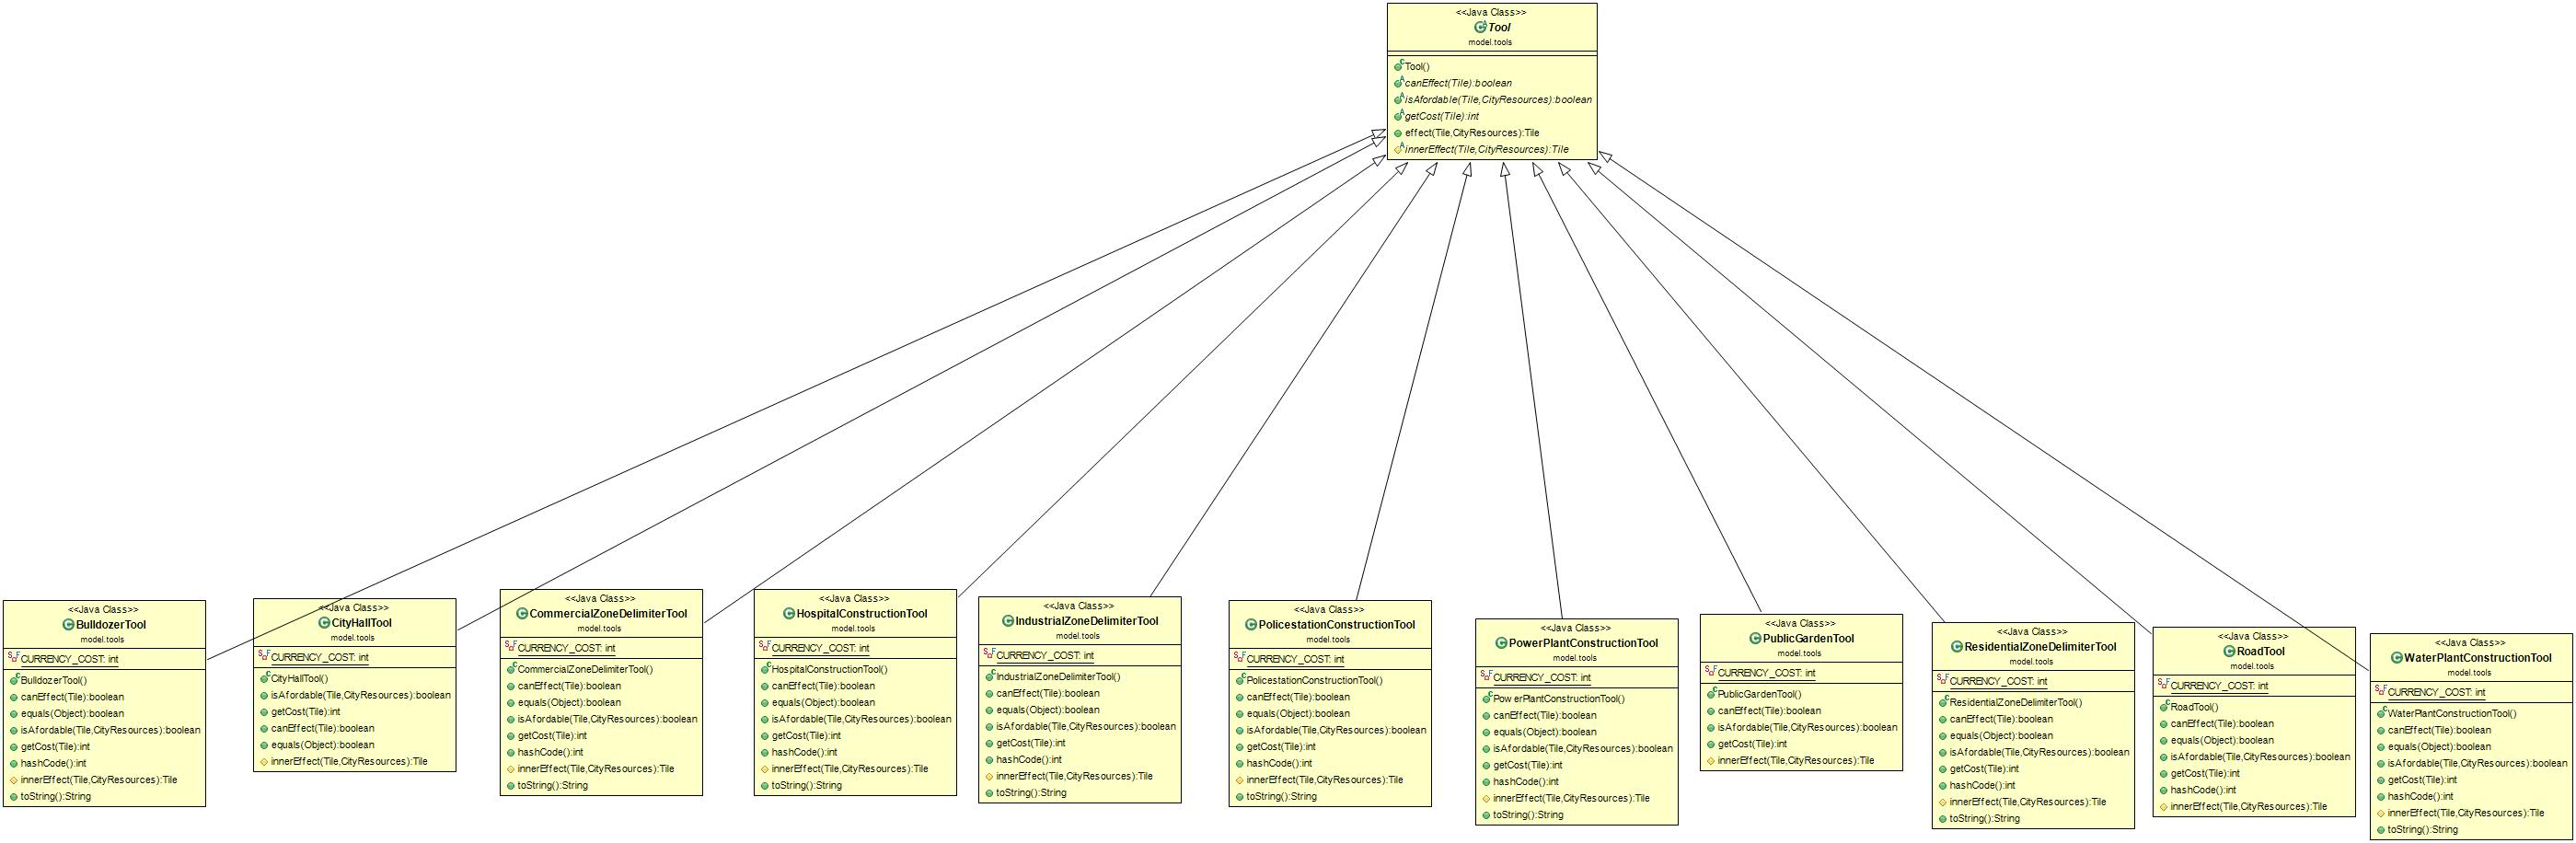 <<Java Class>>
Tool
model.tools
Tool()
canEffect(Tile):boolean
isAfordable(Tile,CityResources):boolean
getCost(Tile):int
effect(Tile,CityResources):Tile
innerEffect(Tile,CityResources):Tile
<<Java Class>>
BulldozerTool
model.tools
CURRENCY_COST: int
BulldozerTool()
canEffect(Tile):boolean
equals(Object):boolean
isAfordable(Tile,CityResources):boolean
getCost(Tile):int
hashCode():int
innerEffect(Tile,CityResources):Tile
toString():String
<<Java Class>>
CityHallTool
model.tools
CURRENCY_COST: int
CityHallTool()
isAfordable(Tile,CityResources):boolean
getCost(Tile):int
canEffect(Tile):boolean
equals(Object):boolean
innerEffect(Tile,CityResources):Tile
<<Java Class>>
CommercialZoneDelimiterTool
model.tools
CURRENCY_COST: int
CommercialZoneDelimiterTool()
canEffect(Tile):boolean
equals(Object):boolean
isAfordable(Tile,CityResources):boolean
getCost(Tile):int
hashCode():int
innerEffect(Tile,CityResources):Tile
toString():String
<<Java Class>>
HospitalConstructionTool
model.tools
CURRENCY_COST: int
HospitalConstructionTool()
canEffect(Tile):boolean
equals(Object):boolean
isAfordable(Tile,CityResources):boolean
getCost(Tile):int
hashCode():int
innerEffect(Tile,CityResources):Tile
toString():String
<<Java Class>>
IndustrialZoneDelimiterTool
model.tools
CURRENCY_COST: int
IndustrialZoneDelimiterTool()
canEffect(Tile):boolean
equals(Object):boolean
isAfordable(Tile,CityResources):boolean
getCost(Tile):int
hashCode():int
innerEffect(Tile,CityResources):Tile
toString():String
<<Java Class>>
PolicestationConstructionTool
model.tools
CURRENCY_COST: int
PolicestationConstructionTool()
canEffect(Tile):boolean
equals(Object):boolean
isAfordable(Tile,CityResources):boolean
getCost(Tile):int
hashCode():int
innerEffect(Tile,CityResources):Tile
toString():String
<<Java Class>>
PowerPlantConstructionTool
model.tools
CURRENCY_COST: int
PowerPlantConstructionTool()
canEffect(Tile):boolean
equals(Object):boolean
isAfordable(Tile,CityResources):boolean
getCost(Tile):int
hashCode():int
innerEffect(Tile,CityResources):Tile
toString():String
<<Java Class>>
PublicGardenTool
model.tools
CURRENCY_COST: int
PublicGardenTool()
canEffect(Tile):boolean
isAfordable(Tile,CityResources):boolean
getCost(Tile):int
innerEffect(Tile,CityResources):Tile
<<Java Class>>
ResidentialZoneDelimiterTool
model.tools
CURRENCY_COST: int
ResidentialZoneDelimiterTool()
canEffect(Tile):boolean
equals(Object):boolean
isAfordable(Tile,CityResources):boolean
getCost(Tile):int
hashCode():int
innerEffect(Tile,CityResources):Tile
toString():String
<<Java Class>>
RoadTool
model.tools
CURRENCY_COST: int
RoadTool()
canEffect(Tile):boolean
equals(Object):boolean
isAfordable(Tile,CityResources):boolean
getCost(Tile):int
hashCode():int
innerEffect(Tile,CityResources):Tile
<<Java Class>>
WaterPlantConstructionTool
model.tools
CURRENCY_COST: int
WaterPlantConstructionTool()
canEffect(Tile):boolean
equals(Object):boolean
isAfordable(Tile,CityResources):boolean
getCost(Tile):int
hashCode():int
innerEffect(Tile,CityResources):Tile
toString():String